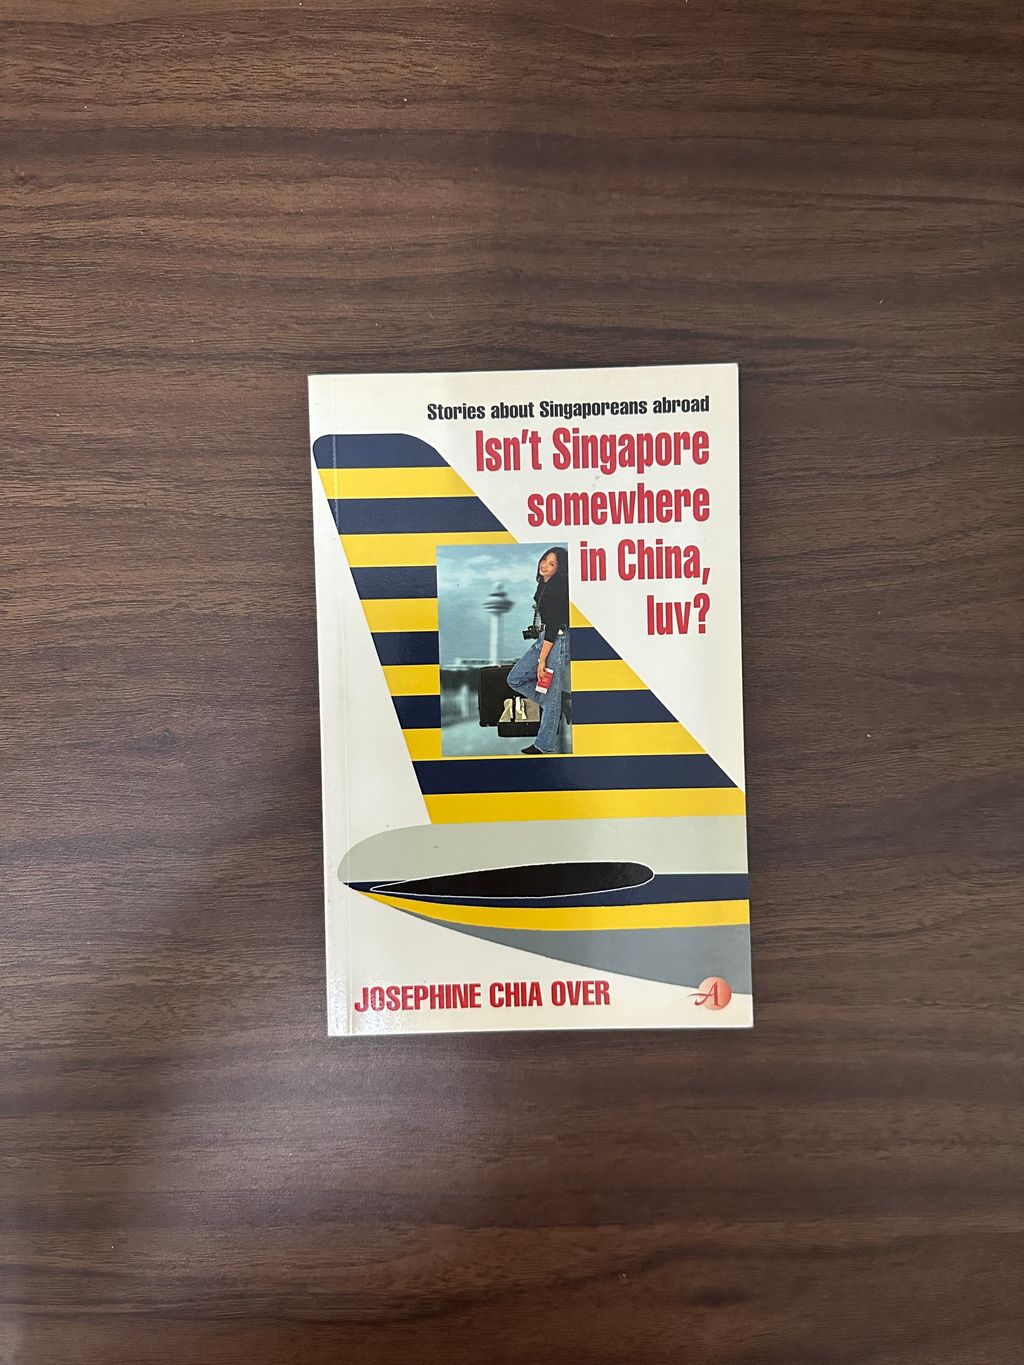 Stories about Singaporeans abroad
Isn't Singapore
somewhere
in China,
luv?
JOSEPHINE CHIA OVER
A